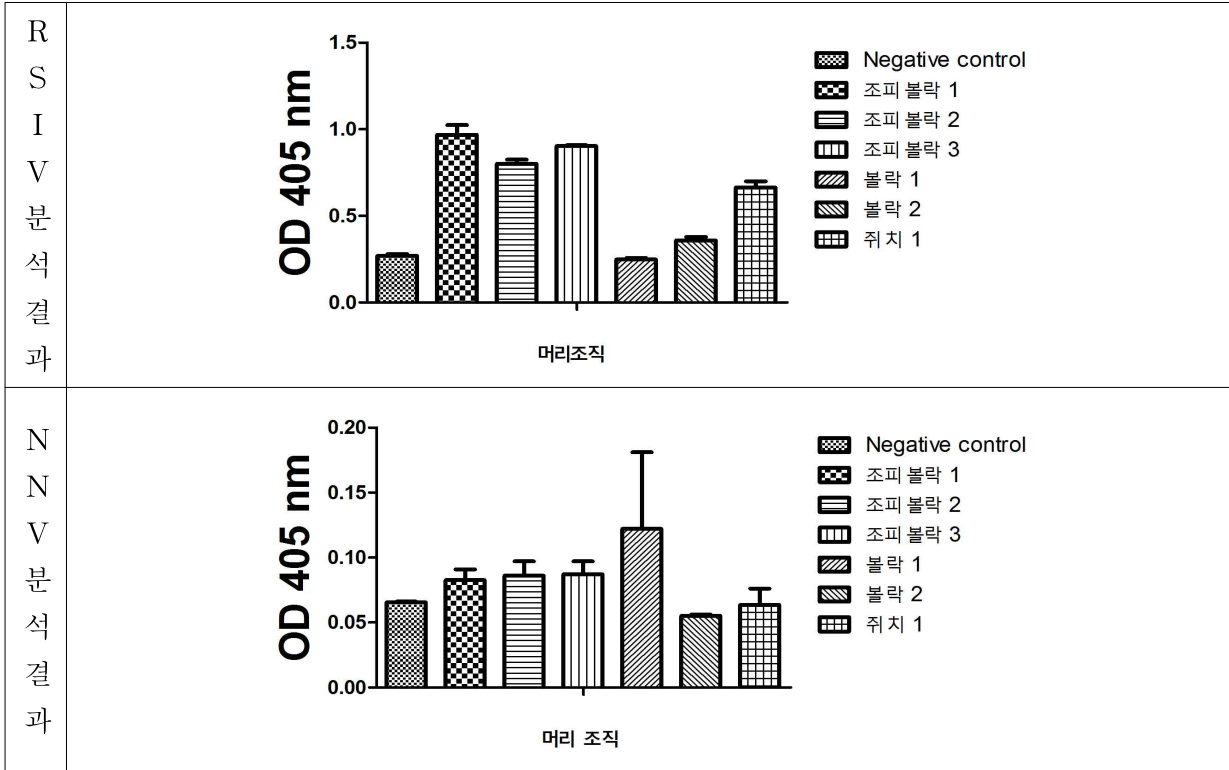 R
S
I
V
분
석
결
과
OD 405 nm
1.5
1.0
0.5
0.0
머리조직
Negative control
조피볼락 1
조피볼락 2
조피볼락 3
볼락 1
볼락 2
쥐치 1
N
N
V
분
석
결
과
OD 405 nm
0.20
0.15
0.10
0.05
0.00
머리 조직
Negative control
조피볼락 1
조피볼락 2
조피볼락 3
볼락 1
볼락 2
쥐치 1